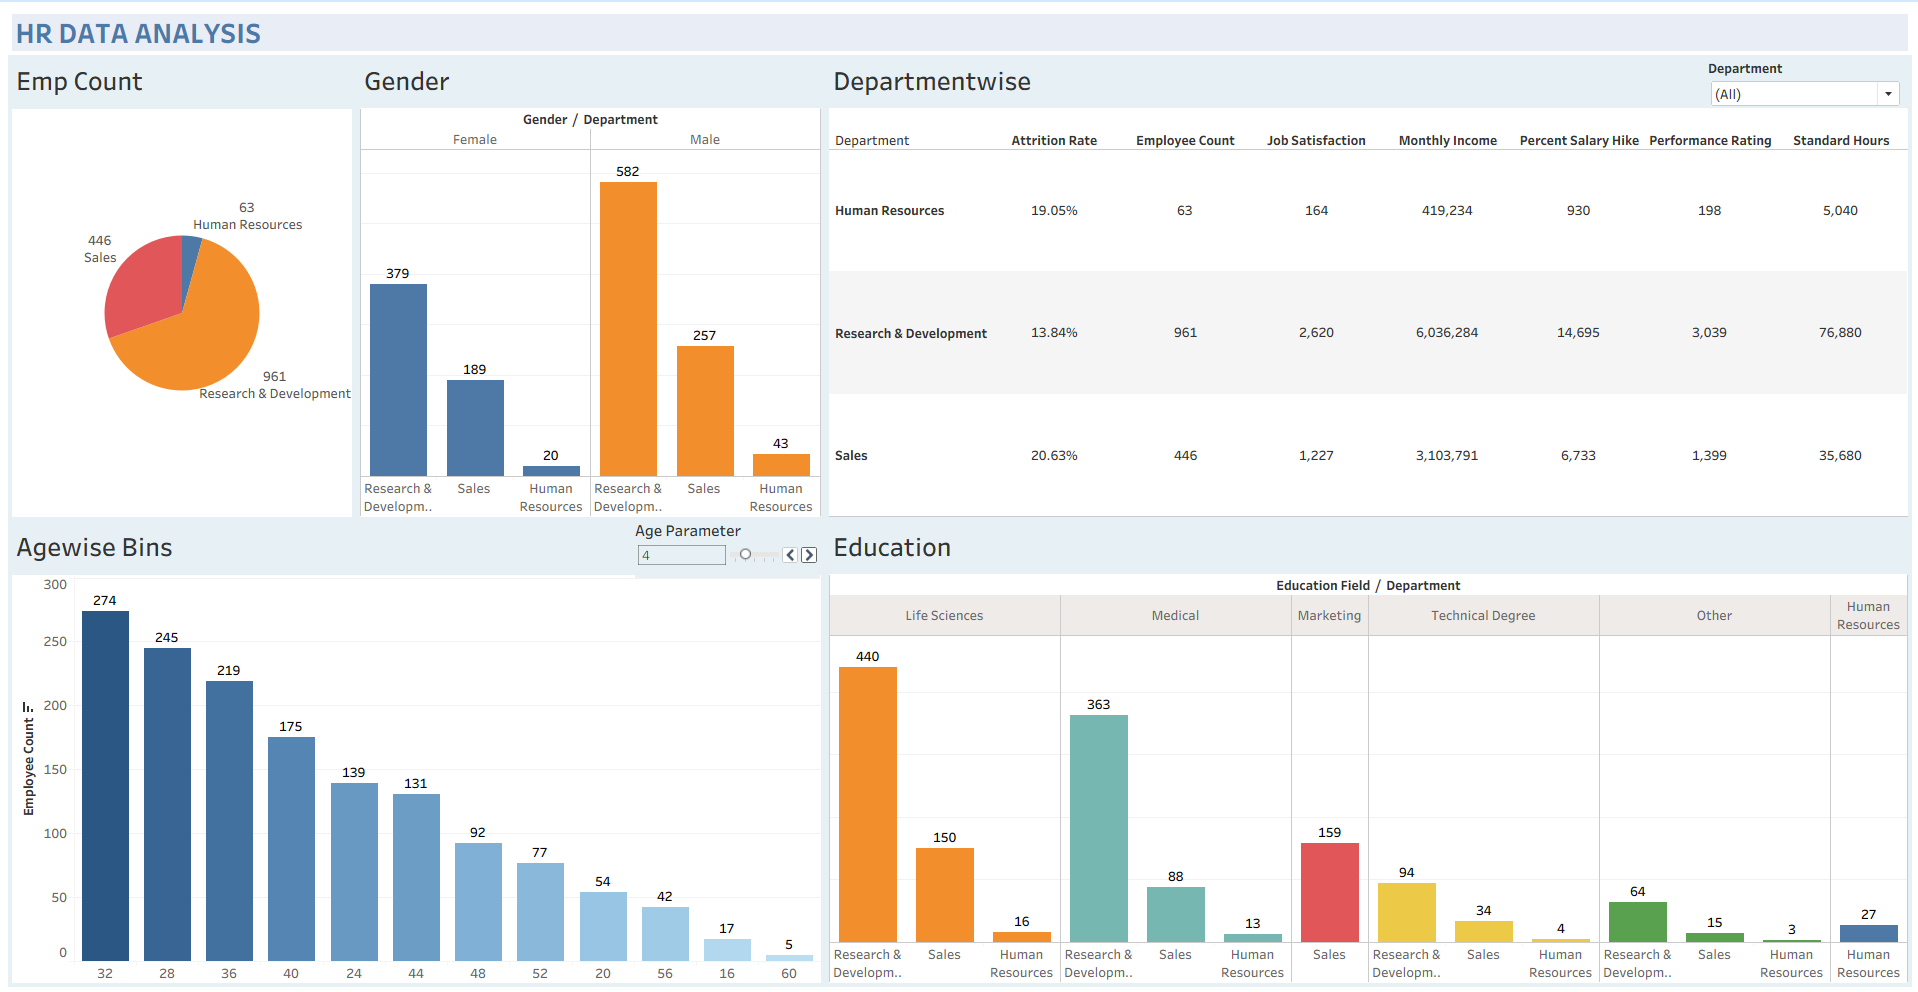 HR DATA ANALYSIS
Emp Count
63
Human Resources
446
Sales
961
Research & Development
Gender
Gender / Department
Female
Male
379
189
20
582
257
43
Research & Developm..
Sales
Human Resources
Research & Developm..
Sales
Human Resources
Departmentwise
Department
(All)
Department Attrition Rate Employee Count Job Satisfaction Monthly Income Percent Salary Hike Performance Rating Standard Hours
Human Resources 19.05% 63 164 419,234 930 198 5,040
Research & Development 13.84% 961 2,620 6,036,284 14,695 3,039 76,880
Sales 20.63% 446 1,227 3,103,791 6,733 1,399 35,680
Agewise Bins
Age Parameter
4
Employee Count
300
250
200
150
100
50
0
274
245
219
175
139
131
92
77
54
42
17
5
32 28 36 40 24 44 48 52 20 56 16 60
Education
Education Field / Department
Life Sciences
Medical
Marketing
Technical Degree
Other
Human Resources
440
150
16
363
88
13
159
94
34
4
64
15
3
27
Research & Developm..
Sales
Human Resources
Research & Developm..
Sales
Human Resources
Sales
Research & Developm..
Sales
Human Resources
Research & Developm..
Sales
Human Resources
Human Resources